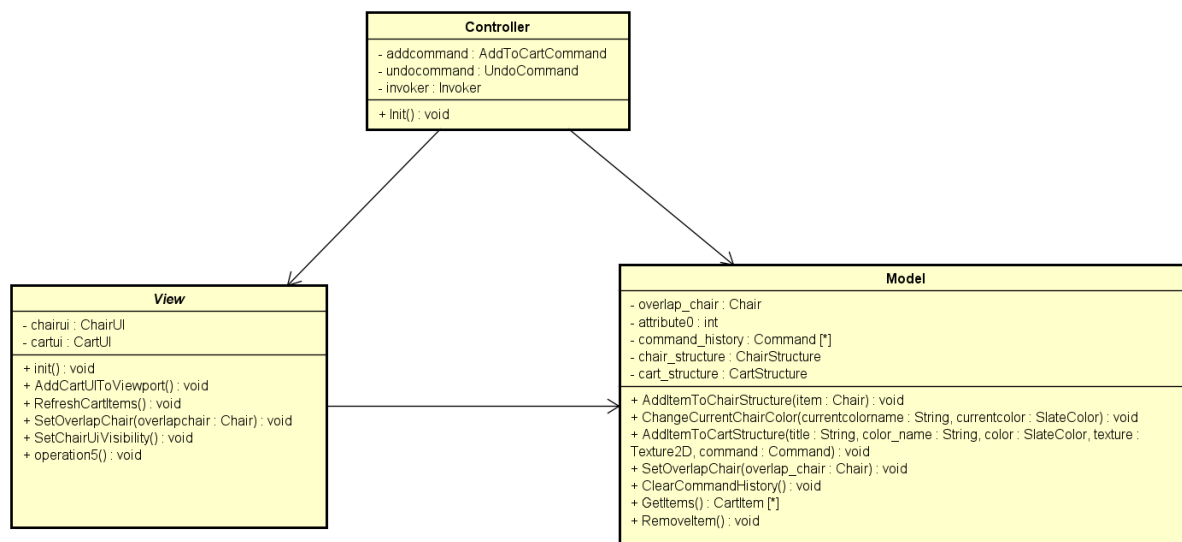 Controller
- addcommand : AddToCartCommand
- undocommand : UndoCommand
- invoker : Invoker
+ Init() : void
View
- chairui : ChairUI
- cartui : CartUI
+ init() : void
+ AddCartUIToViewport() : void
+ RefreshCartItems() : void
+ SetOverlapChair(overlapchair : Chair) : void
+ SetChairUiVisibility() : void
+ operation5() : void
Model
- overlap_chair : Chair
- attribute0 : int
- command_history : Command [*]
- chair_structure : ChairStructure
- cart_structure : CartStructure
+ AddItemToChairStructure(item : Chair) : void
+ ChangeCurrentChairColor(currentcolorname : String, currentcolor : SlateColor) : void
+ AddItemToCartStructure(title : String, color_name : String, color : SlateColor, texture :
Texture2D, command : Command) : void
+ SetOverlapChair(overlap_chair : Chair) : void
+ ClearCommandHistory() : void
+ GetItems() : CartItem [*]
+ RemoveItem() : void